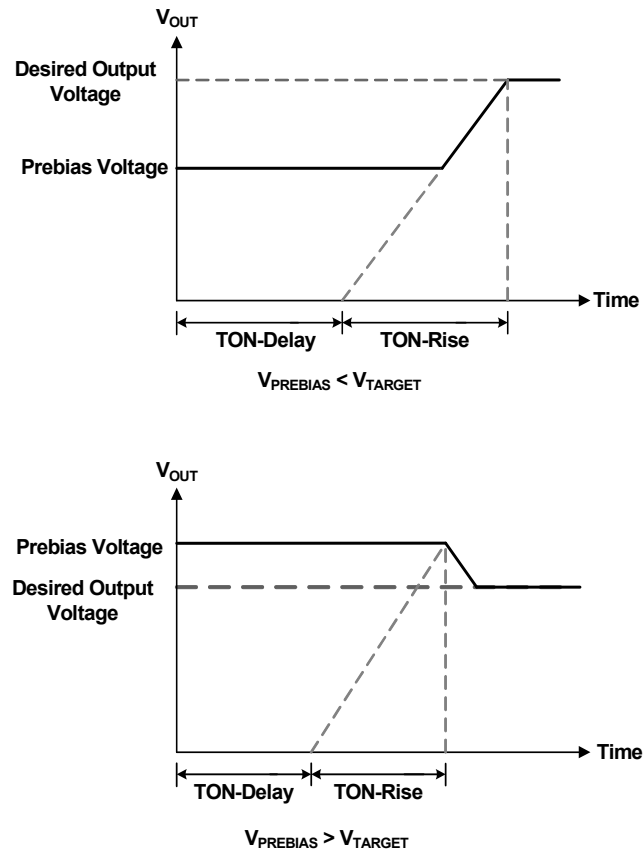 VOUT
Desired Output
Voltage
Prebias Voltage
Time
TON-Delay TON-Rise
VPREBIAS < VTARGET
VOUT
Prebias Voltage
Desired Output
Voltage
Time
TON-Delay TON-Rise
VPREBIAS > VTARGET